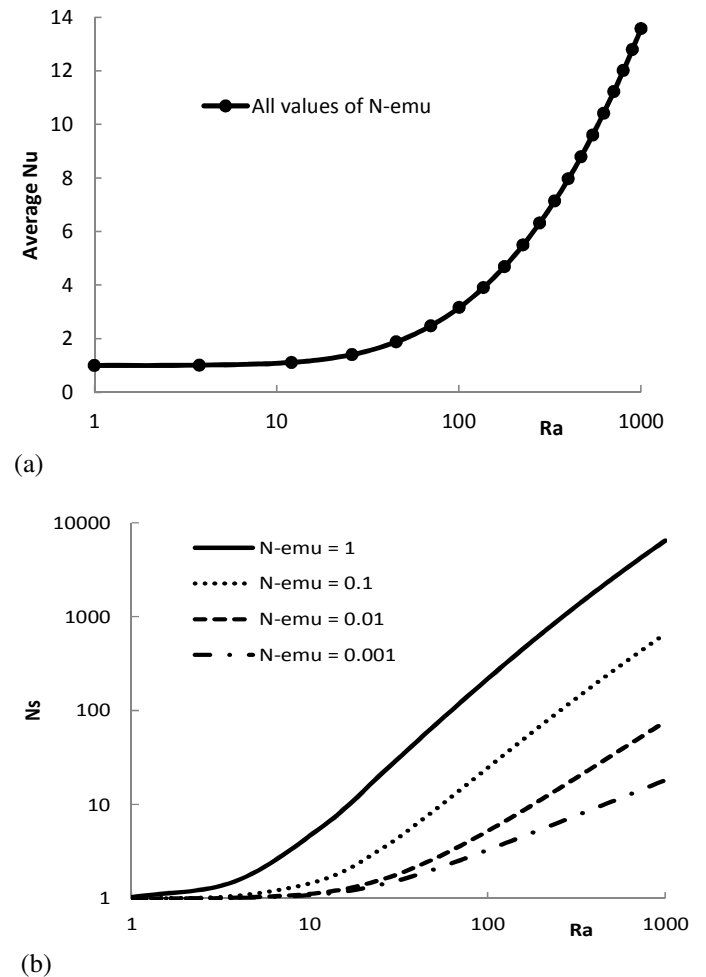 14
12
10
8
6
4
2
0
Average Nu
All values of N-emu
1
10
100
1000
Ra
(a)
10000
1000
100
10
1
Ns
N-emu = 1
N-emu = 0.1
N-emu = 0.01
N-emu = 0.001
1
10
100
1000
Ra
(b)